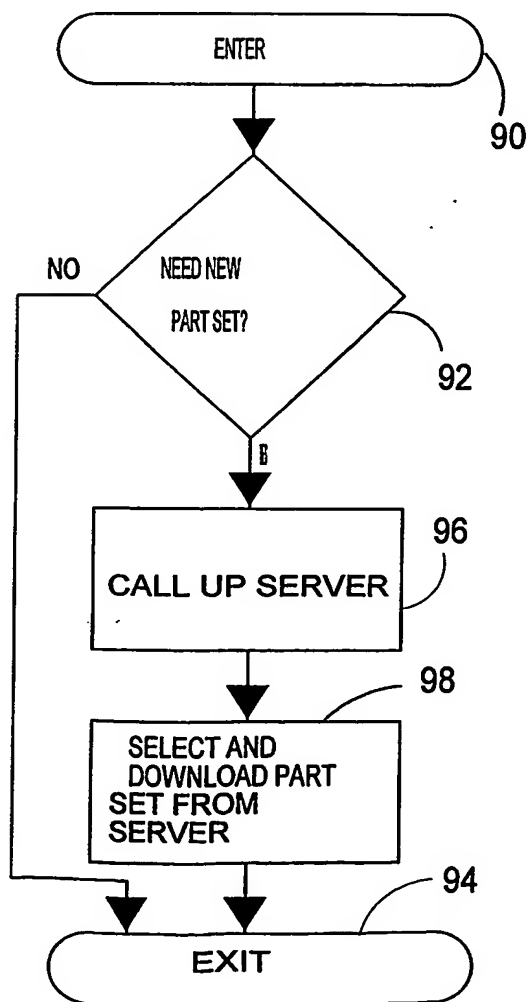 ENTER
90
NO
NEED NEW
PART SET?
92
96
CALL UP SERVER
98
SELECT AND
DOWNLOAD PART
SET FROM
SERVER
94
EXIT